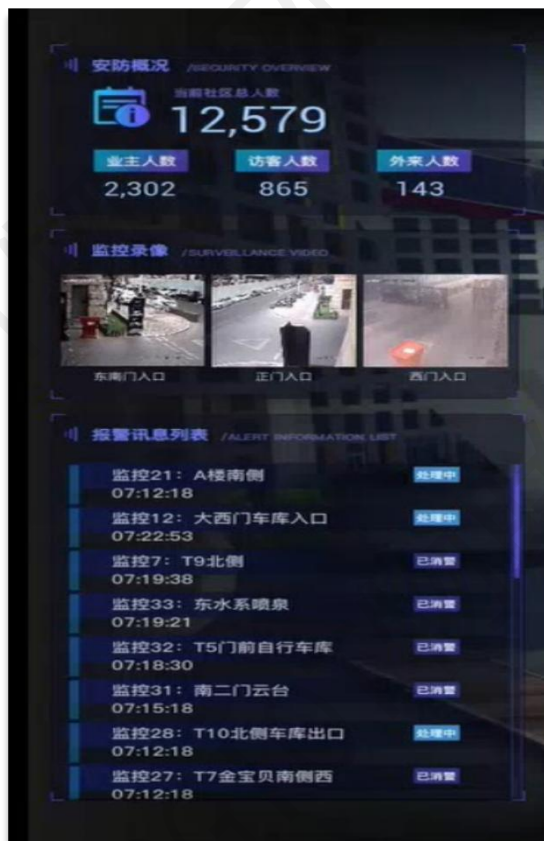 安防概况 /SECURITY OVERVIEW
当前社区总人数
12,579
业主人数 访客人数 外来人数
2,302 865 143
监控录像 /SURVEILLANCE VIDEO
东南门入口 正门入口 西门入口
报警讯息列表 /ALERT INFORMATION LIST
监控21：A楼南侧 处理中
07:12:18
监控12：大西门车库入口 处理中
07:22:53
监控7：T9北侧 已消警
07:19:38
监控33：东水系喷泉 已消警
07:19:21
监控32：T5门前自行车库 已消警
07:18:30
监控31：南二门云台 已消警
07:15:18
监控28：T10北侧车库出口 处理中
07:12:18
监控27：T7金宝贝南侧西 已消警
07:12:18